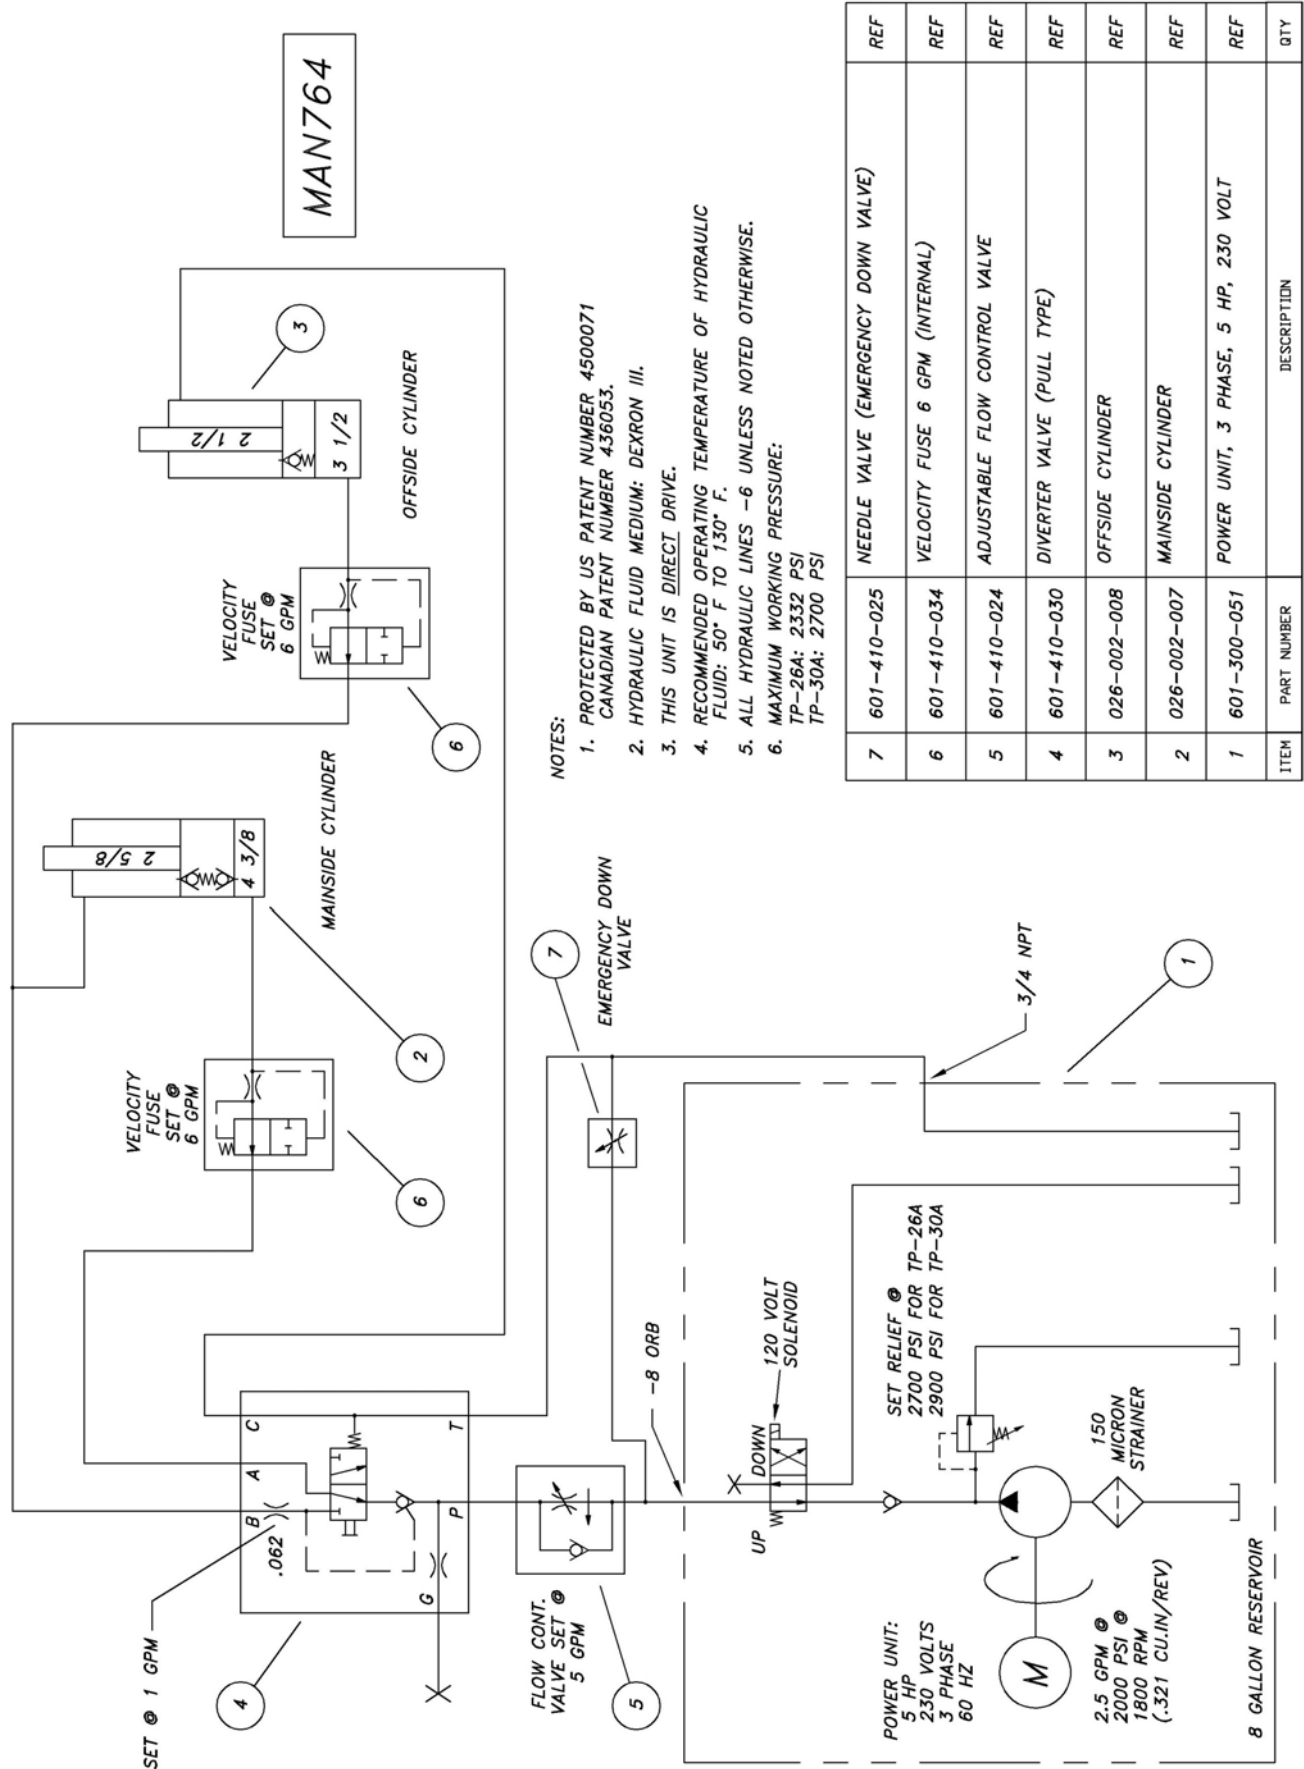 MAN764
SET @ 1 GPM
VELOCITY
FUSE
SET @
6 GPM
VELOCITY
FUSE
SET @
6 GPM
2 5/8
4 3/8
MAINSIDE CYLINDER
2 1/2
3 1/2
OFFSIDE CYLINDER
3
6
2
6
4
B
A
C
.062
G
P
T
FLOW CONT.
VALVE SET @
5 GPM
5
-8 ORB
7
EMERGENCY DOWN
VALVE
3/4 NPT
1
UP
DOWN
120 VOLT
SOLENOID
SET RELIEF @
2700 PSI FOR TP-26A
2900 PSI FOR TP-30A
150
MICRON
STRAINER
POWER UNIT:
5 HP
230 VOLTS
3 PHASE
60 HZ
M
2.5 GPM @
2000 PSI @
1800 RPM
(.321 CU.IN/REV)
8 GALLON RESERVOIR
NOTES:
1. PROTECTED BY US PATENT NUMBER 4500071
CANADIAN PATENT NUMBER 436053.
2. HYDRAULIC FLUID MEDIUM: DEXRON III.
3. THIS UNIT IS DIRECT DRIVE.
4. RECOMMENDED OPERATING TEMPERATURE OF HYDRAULIC
FLUID: 50° F TO 130° F.
5. ALL HYDRAULIC LINES -6 UNLESS NOTED OTHERWISE.
6. MAXIMUM WORKING PRESSURE:
TP-26A: 2332 PSI
TP-30A: 2700 PSI
7 601-410-025 NEEDLE VALVE (EMERGENCY DOWN VALVE) REF
6 601-410-034 VELOCITY FUSE 6 GPM (INTERNAL) REF
5 601-410-024 ADJUSTABLE FLOW CONTROL VALVE REF
4 601-410-030 DIVERTER VALVE (PULL TYPE) REF
3 026-002-008 OFFSIDE CYLINDER REF
2 026-002-007 MAINSIDE CYLINDER REF
1 601-300-051 POWER UNIT, 3 PHASE, 5 HP, 230 VOLT REF
ITEM PART NUMBER DESCRIPTION QTY